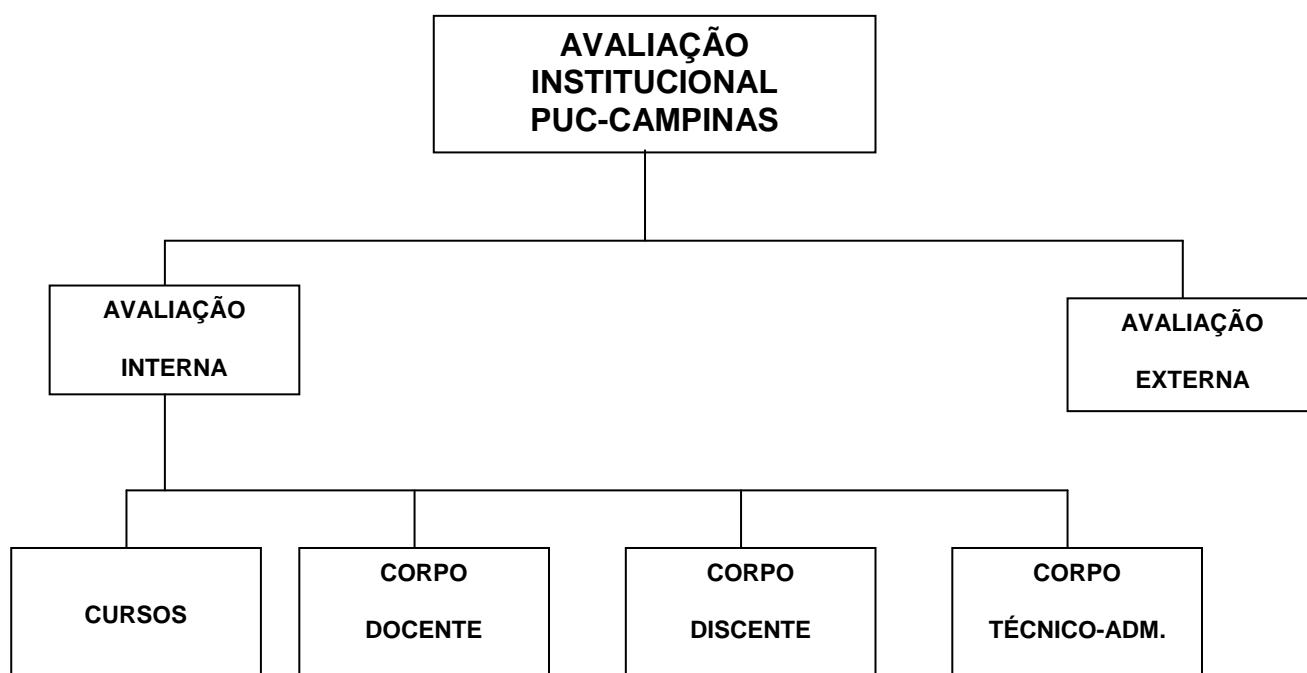 AVALIAÇÃO
INSTITUCIONAL
PUC-CAMPINAS
AVALIAÇÃO
INTERNA
AVALIAÇÃO
EXTERNA
CURSOS
CORPO
DOCENTE
CORPO
DISCENTE
CORPO
TÉCNICO-ADM.